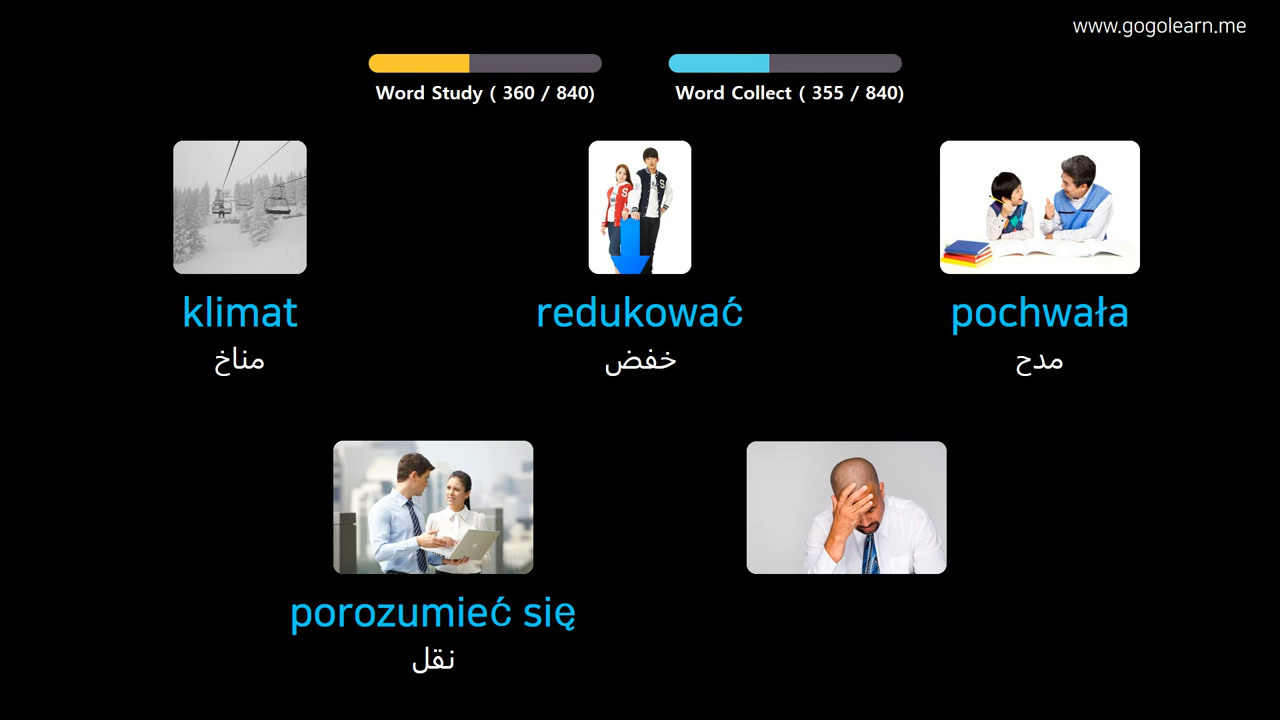 www.gogolearn.me
Word Study ( 360 / 840)
Word Collect ( 355 / 840)
klimat
مناخ
redukować
خفض
pochwała
مدح
porozumieć się
نقل